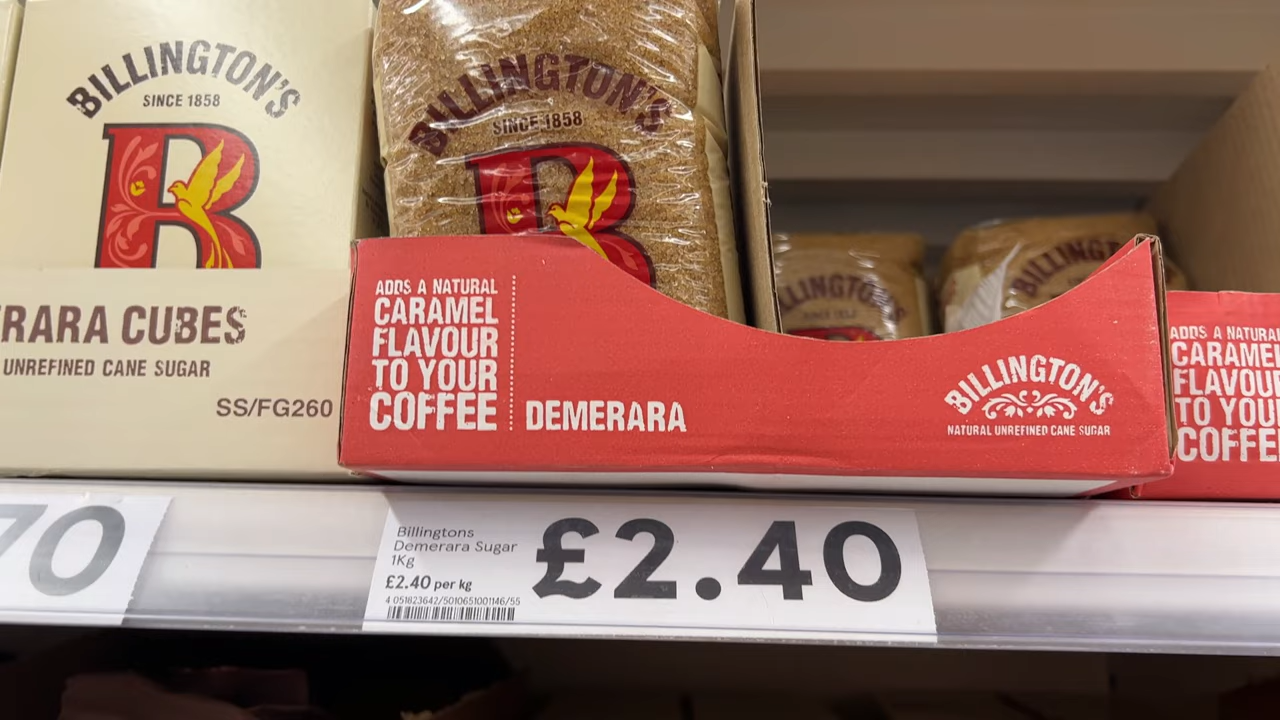 BILLINGTON'S
SINCE 1858
B
RARA CUBES
UNREFINED CANE SUGAR
SS/FG260
BILLINGTON'S
SINCE 1858
B
BILLINGTON'S
ADDS A NATURAL
CARAMEL
FLAVOUR
TO YOUR
COFFEE
DEMERARA
BILLINGTON'S
NATURAL UNREFINED CANE SUGAR
ADDS A NATURAL
CARAMEL
FLAVOUR
TO YOUR
COFFEE
70
Billingtons
Demerara Sugar
1Kg
£2.40 per kg
4 051823642/5010651001146/55
£2.40